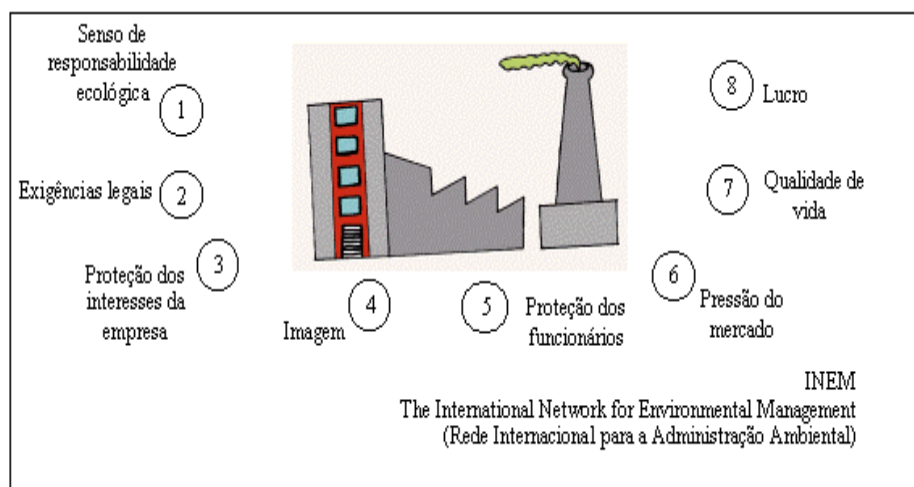 Senso de
responsabilidade
ecológica
1
Exigências legais
2
3
Proteção dos
interesses da
empresa
4
Imagem
5
Proteção dos
funcionários
6
Pressão do
mercado
7
Qualidade de
vida
8
Lucro
INEM
The International Network for Environmental Management
(Rede Internacional para a Administração Ambiental)